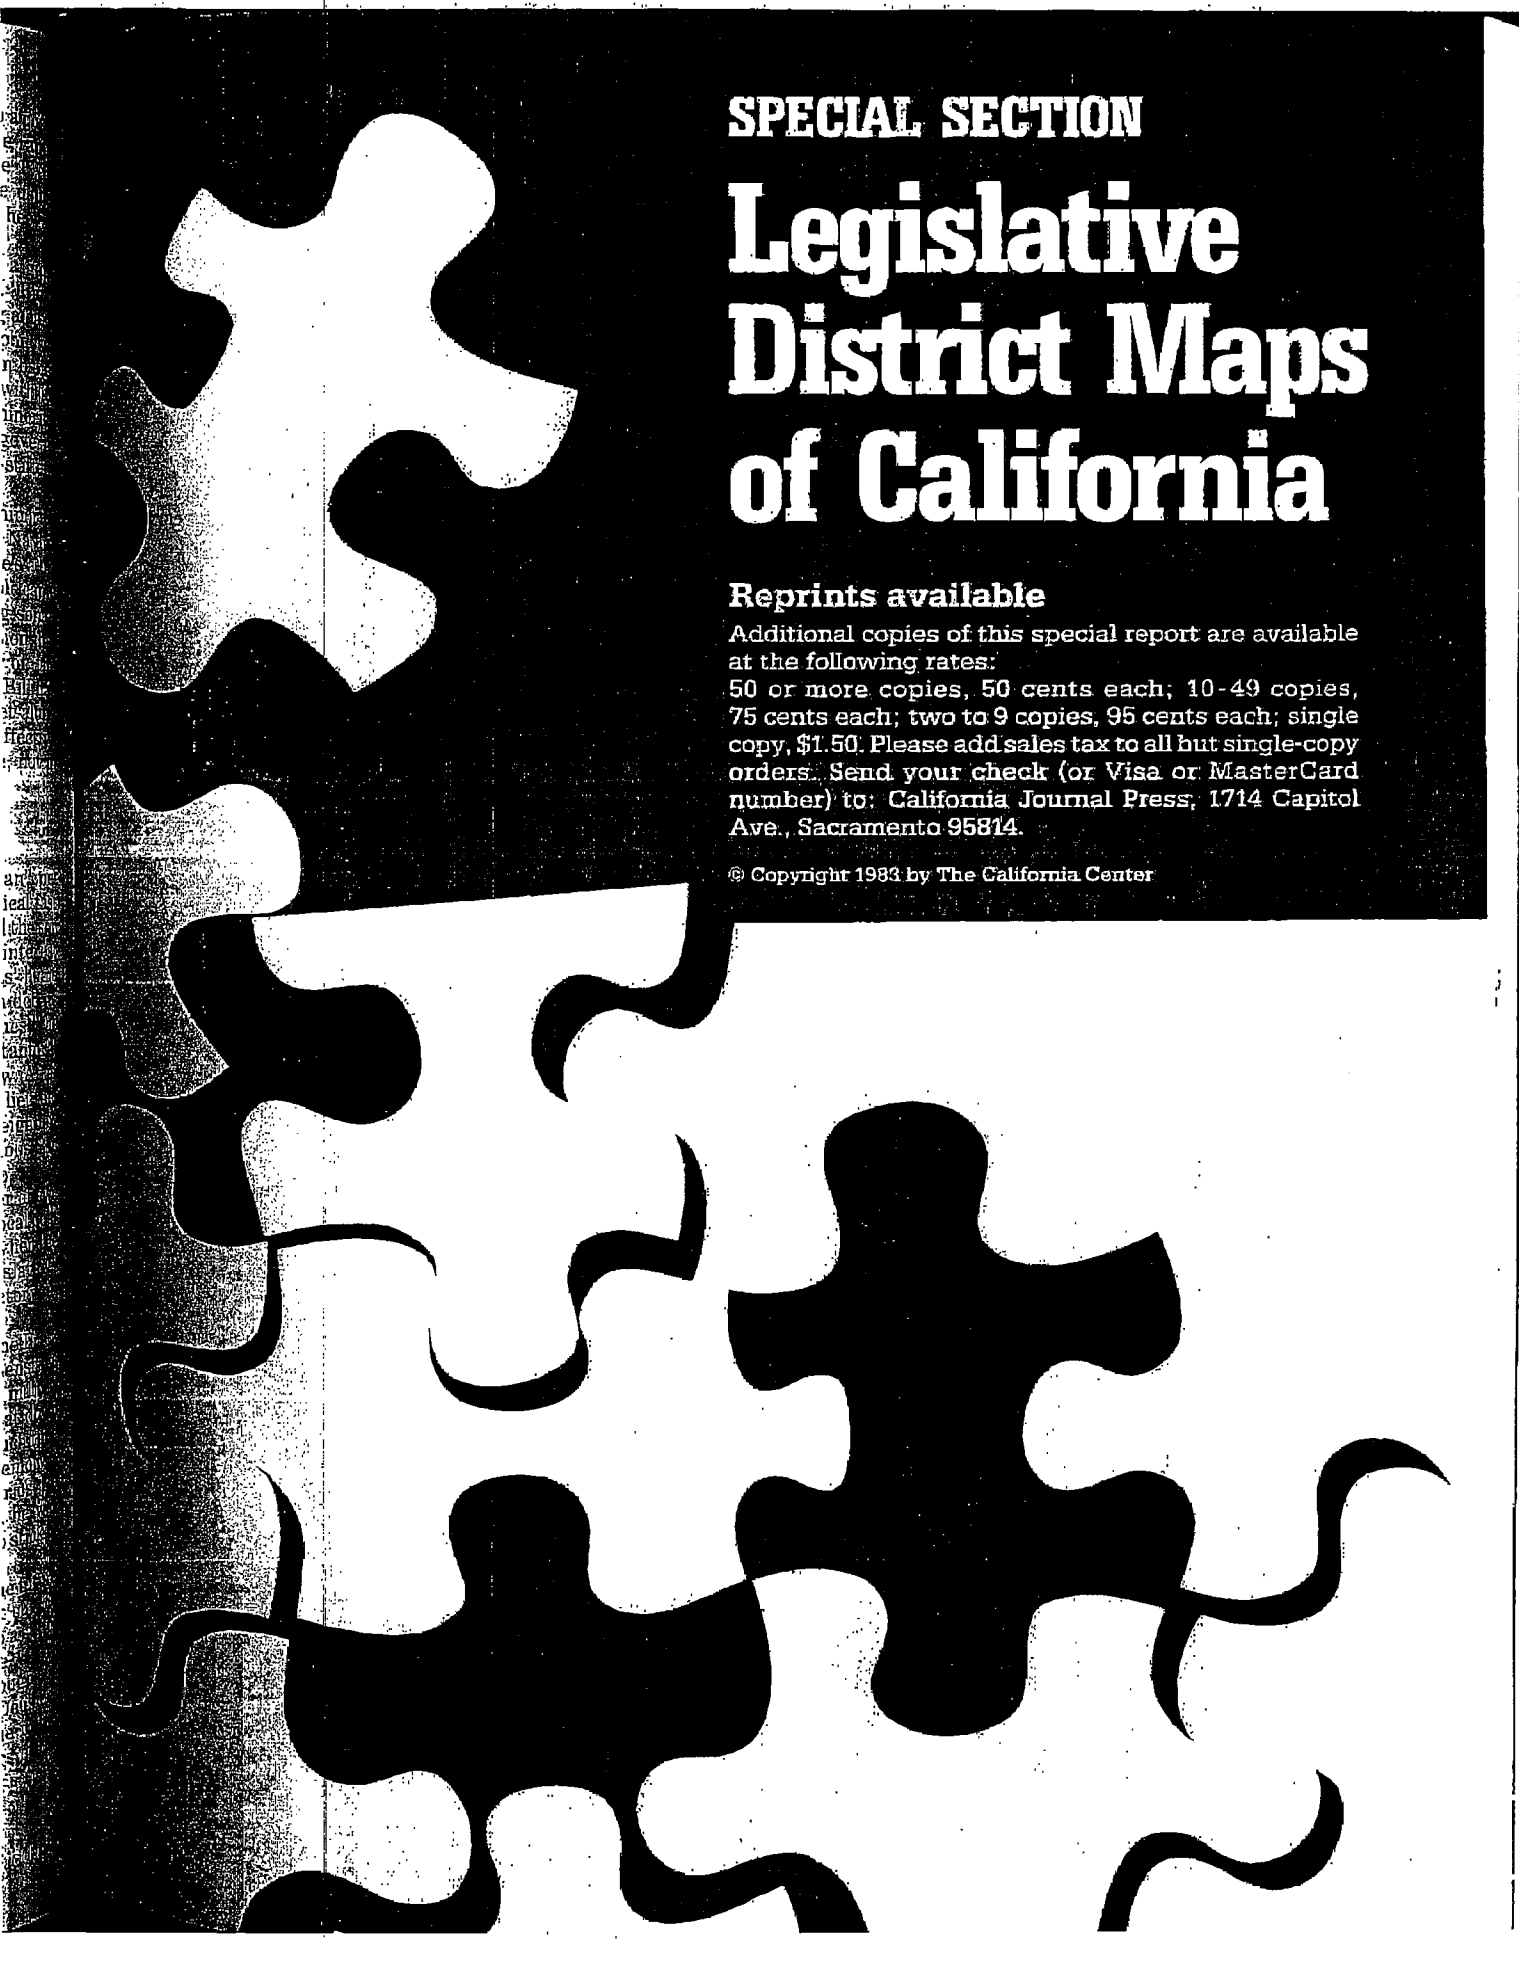 SPECIAL SECTION
Legislative
District Maps
of California
Reprints available
Additional copies of this special report are available
at the following rates:
50 or more copies, 50 cents each; 10-49 copies,
75 cents each; two to 9 copies, 95 cents each; single
copy, $1.50. Please add sales tax to all but single-copy
orders. Send your check (or Visa or MasterCard
number) to: California Journal Press, 1714 Capitol
Ave., Sacramento 95814.
© Copyright 1983 by The California Center